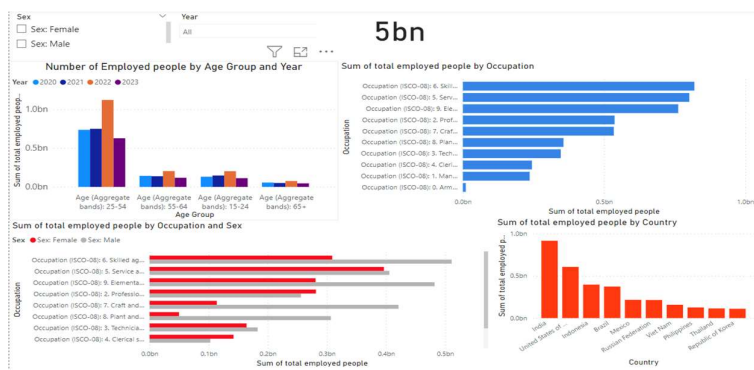 Sex
Sex: Female
Sex: Male
Year
All
5bn
Number of Employed people by Age Group and Year
Year 2020 2021 2022 2023
Sum of total employed peop...
1.0bn
0.5bn
0.0bn
Age (Aggregate bands): 25-54
Age (Aggregate bands): 55-64
Age (Aggregate bands): 15-24
Age (Aggregate bands): 65+
Age Group
Sum of total employed people by Occupation
Occupation
Occupation (ISCO-08): 6. Skill...
Occupation (ISCO-08): 5. Serv...
Occupation (ISCO-08): 9. Ele...
Occupation (ISCO-08): 2. Prof...
Occupation (ISCO-08): 7. Craf...
Occupation (ISCO-08): 8. Plan...
Occupation (ISCO-08): 3. Tech...
Occupation (ISCO-08): 4. Cleri...
Occupation (ISCO-08): 1. Man...
Occupation (ISCO-08): 0. Arm...
0.0bn 0.5bn 1.0bn
Sum of total employed people
Sum of total employed people by Occupation and Sex
Sex Sex: Female Sex: Male
Occupation
Occupation (ISCO-08): 6. Skilled ag...
Occupation (ISCO-08): 5. Service a...
Occupation (ISCO-08): 9. Elementa...
Occupation (ISCO-08): 2. Professio...
Occupation (ISCO-08): 7. Craft and...
Occupation (ISCO-08): 8. Plant and...
Occupation (ISCO-08): 3. Technicia...
Occupation (ISCO-08): 4. Clerical s...
0.0bn 0.1bn 0.2bn 0.3bn 0.4bn 0.5bn
Sum of total employed people
Sum of total employed people by Country
Sum of total employed p...
1.0bn
0.5bn
0.0bn
India
United States of ...
Indonesia
Brazil
Mexico
Russian Federation
Viet Nam
Philippines
Thailand
Republic of Korea
Country